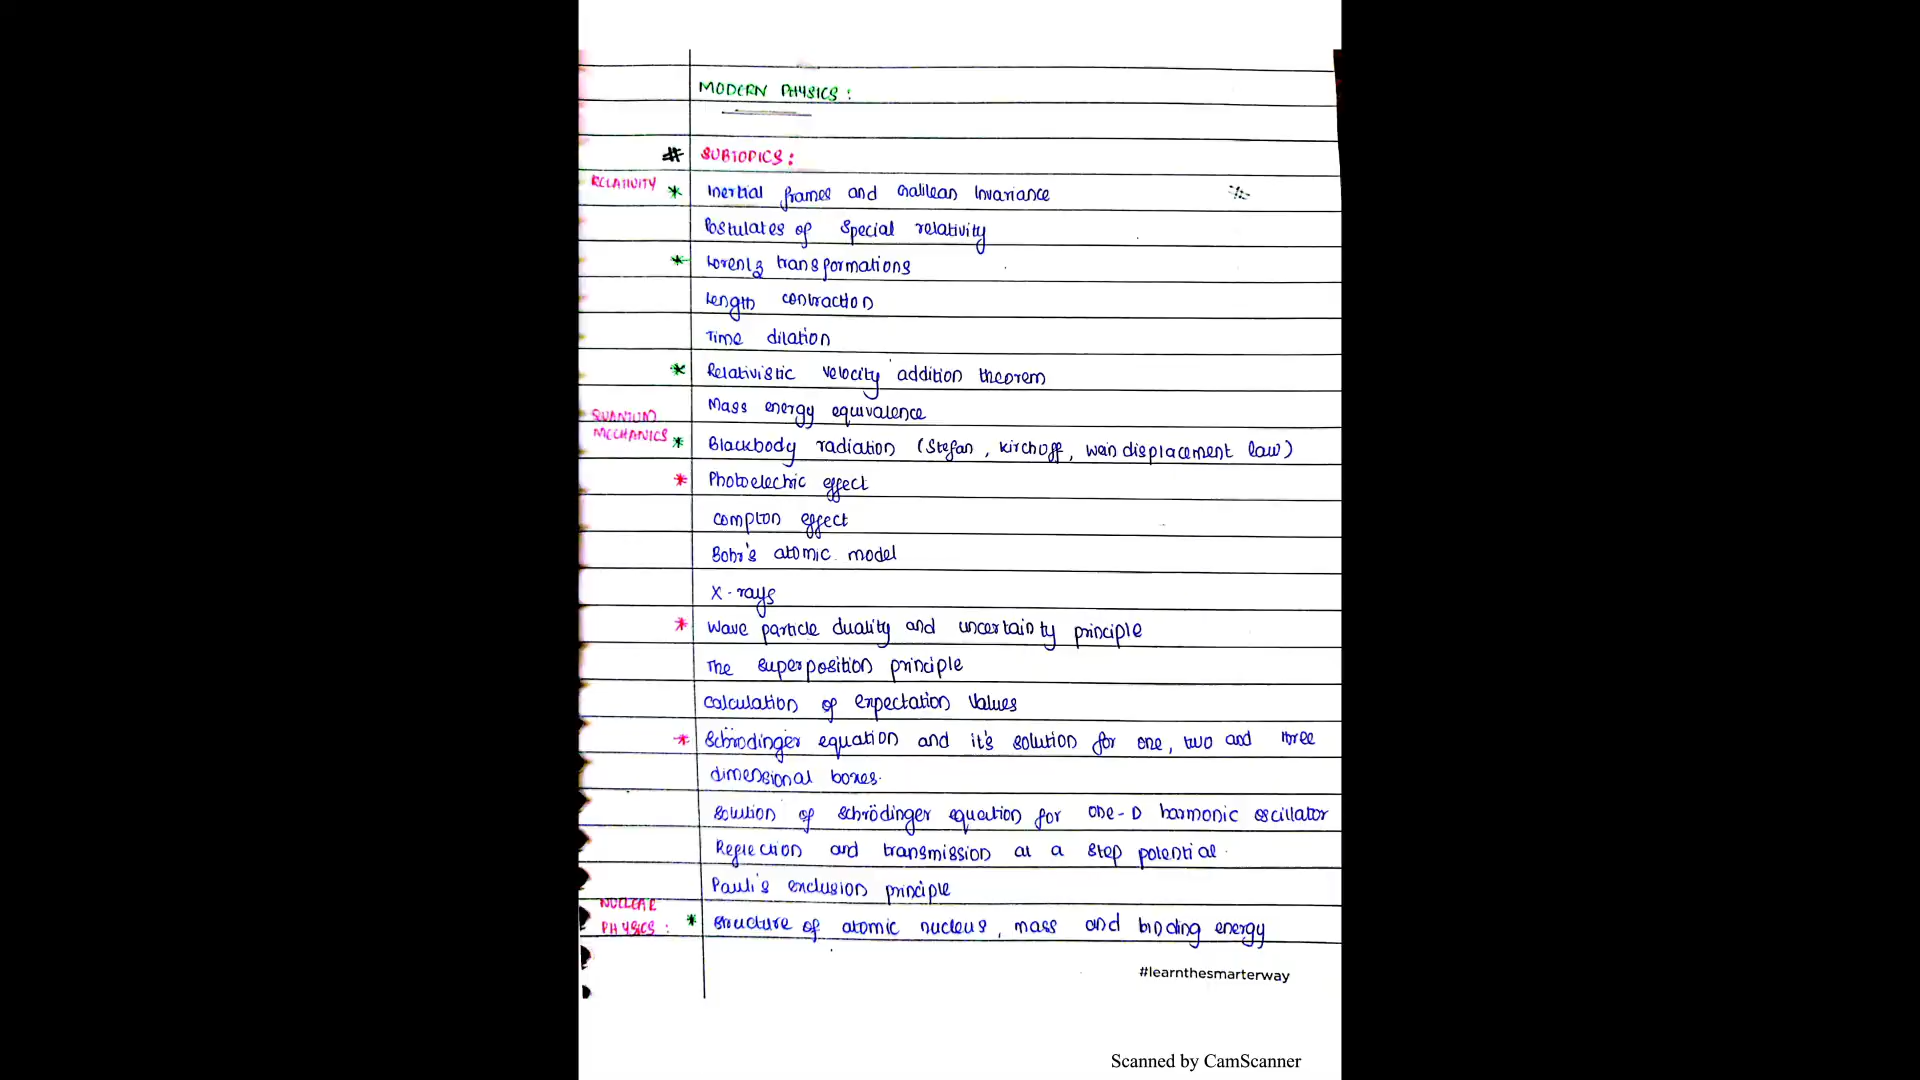 MODERN PHYSICS :
# SUBTOPICS :
RELATIVITY * Inertial frames and Galilean Invariance
Postulates of Special relativity
* Lorentz transformations
Length contraction
Time dilation
* Relativistic velocity addition theorem
Mass energy equivalence
QUANTUM
MECHANICS * Blackbody radiation (Stefan, Kirchoff, wein displacement law)
* Photoelectric effect
Compton effect
Bohr's atomic model
X-rays
* Wave particle duality and uncertainty principle
The superposition principle
Calculation of expectation values
* Schrödinger equation and it's solution for one, two and three
dimensional boxes.
Solution of Schrödinger equation for one-D harmonic oscillator
Reflection and transmission at a step potential.
Pauli's exclusion principle
NUCLEAR
PHYSICS : * Structure of atomic nucleus, mass and binding energy
#learnthesmarterway
Scanned by CamScanner